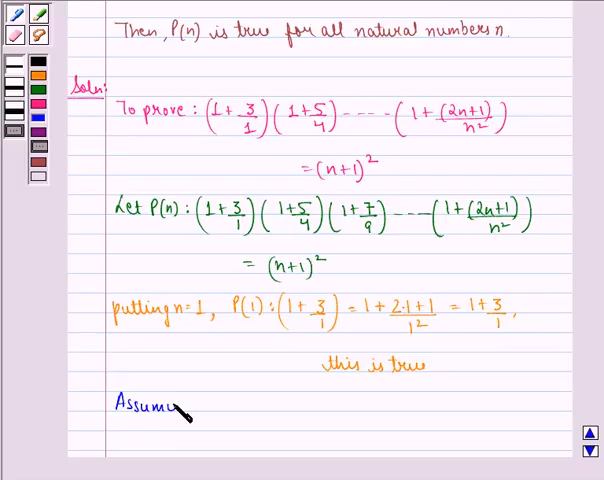 Then, P(n) is true for all natural numbers n.
Soln:
To prove : (1 + 3/1) (1 + 5/4) ----- (1 + (2n+1)/n²)
= (n+1)²
Let P(n) : (1 + 3/1) (1 + 5/4) (1 + 7/9) ----- (1 + (2n+1)/n²)
= (n+1)²
putting n = 1, P(1) : (1 + 3/1) = 1 + 2·1+1/1² = 1 + 3/1,
this is true
Assum